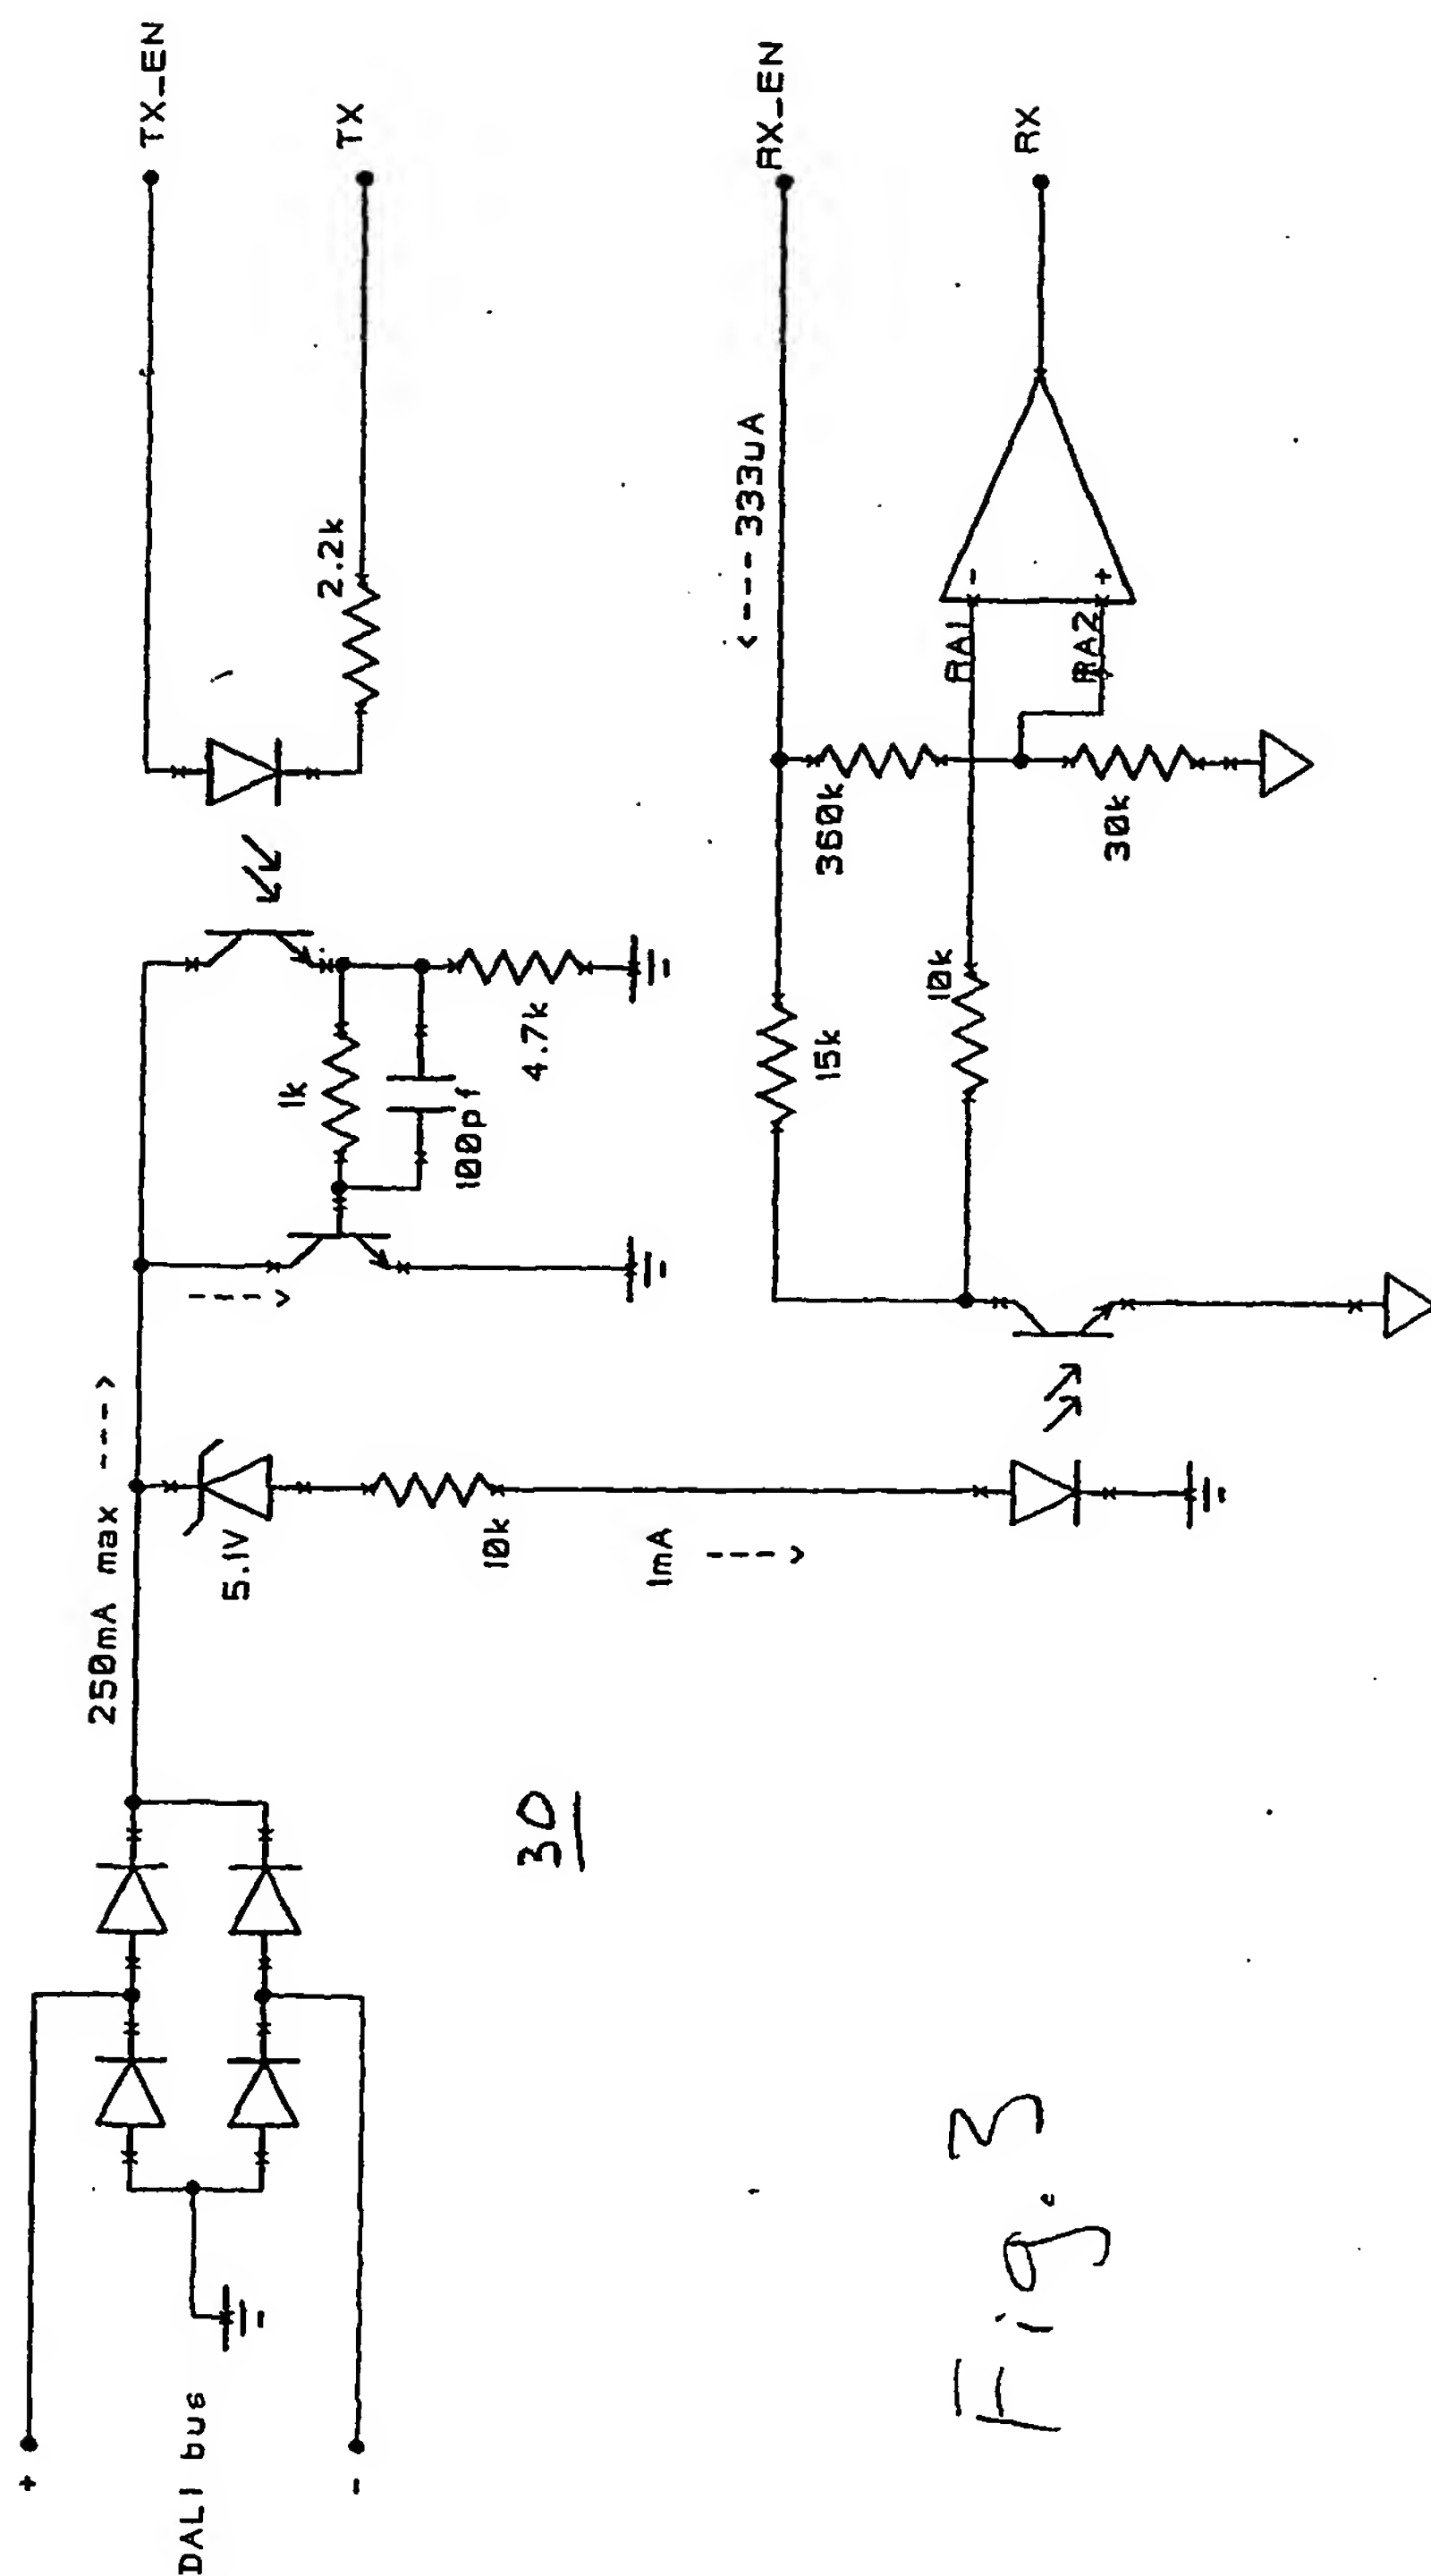 +
DALI bus
-
250mA max --->
--->
5.1V
10k
1mA
--->
1k
100pf
4.7k
2.2k
TX_EN
TX
<---333uA
RX_EN
15k
360k
10k
30k
RA1
RA2
-
+
RX
30
Fig. 3